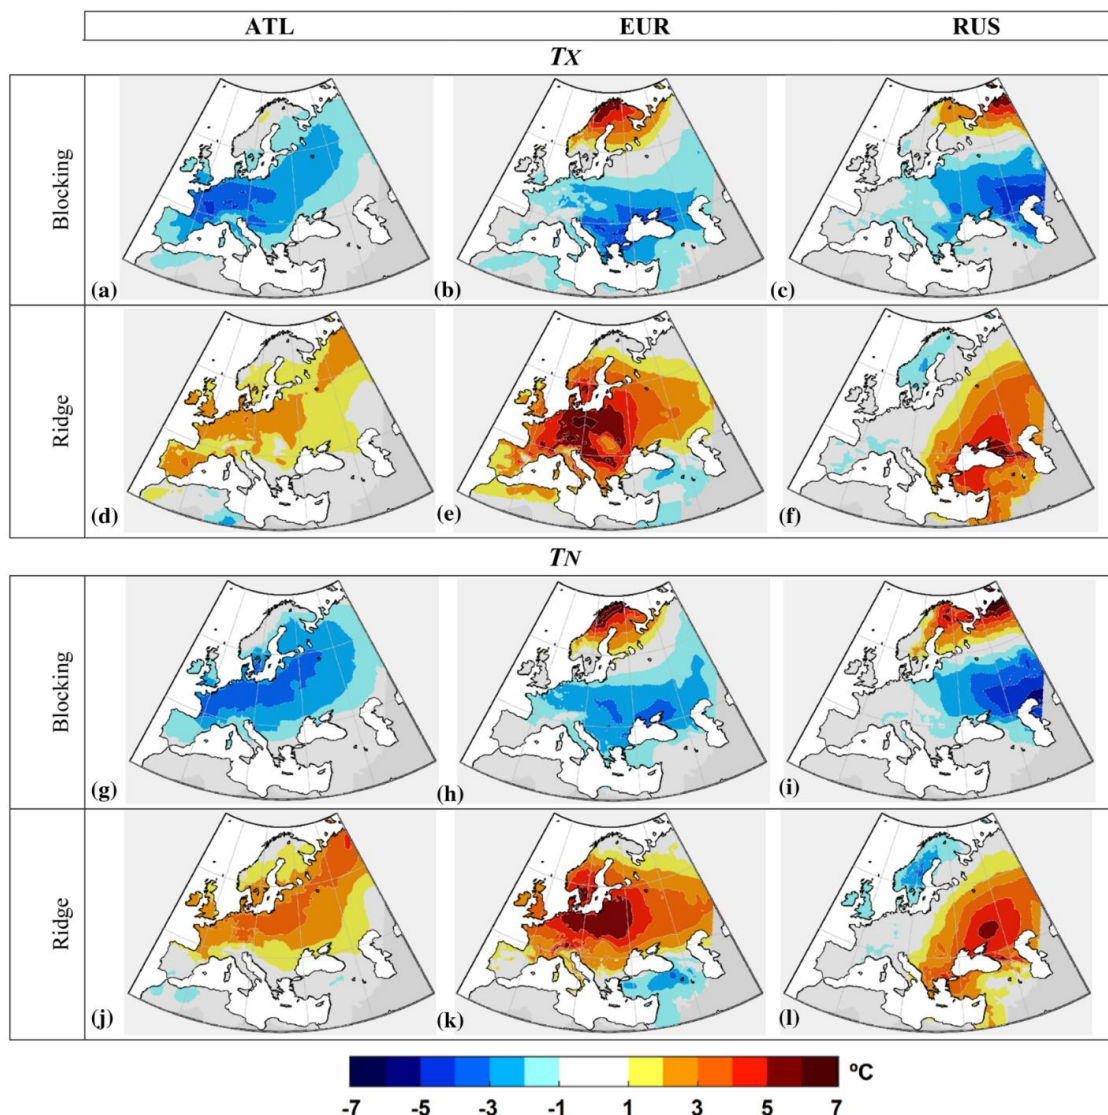 ATL EUR RUS
TX
Blocking
(a) (b) (c)
Ridge
(d) (e) (f)
TN
Blocking
(g) (h) (i)
Ridge
(j) (k) (l)
ºC
-7 -5 -3 -1 1 3 5 7